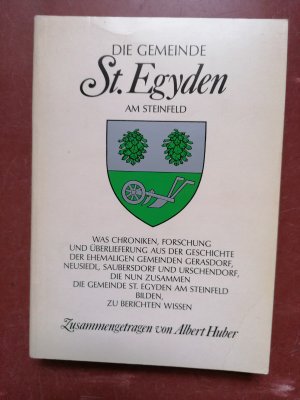 DIE GEMEINDE
St. Egyden
AM STEINFELD
WAS CHRONIKEN, FORSCHUNG
UND ÜBERLIEFERUNG AUS DER GESCHICHTE
DER EHEMALIGEN GEMEINDEN GERASDORF,
NEUSIEDL, SAUBERSDORF UND URSCHENDORF,
DIE NUN ZUSAMMEN
DIE GEMEINDE ST. EGYDEN AM STEINFELD
BILDEN,
ZU BERICHTEN WISSEN
Zusammengetragen von Albert Huber